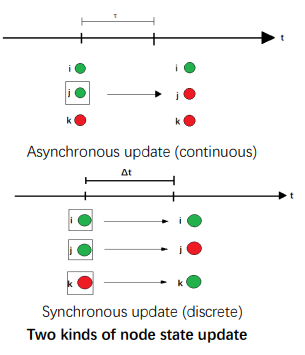 τ
t
i i
j j
k k
Asynchronous update (continuous)
Δt
t
i i
j j
k k
Synchronous update (discrete)
Two kinds of node state update